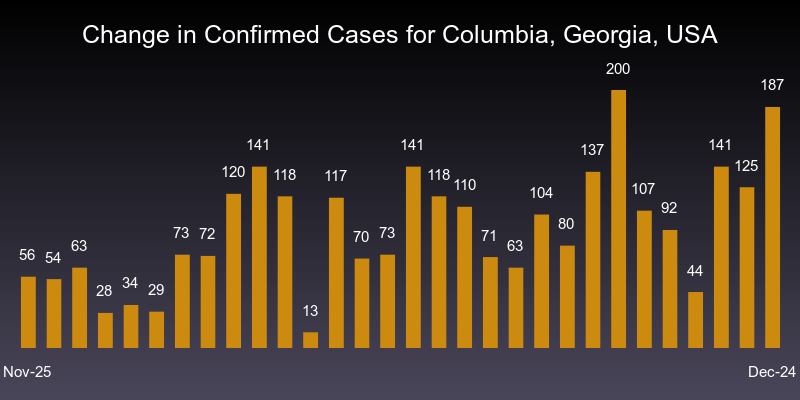 Change in Confirmed Cases for Columbia, Georgia, USA
56 54 63 28 34 29 73 72 120 141 118 13 117 70 73 141 118 110 71 63 104 80 137 200 107 92 44 141 125 187
Nov-25 Dec-24